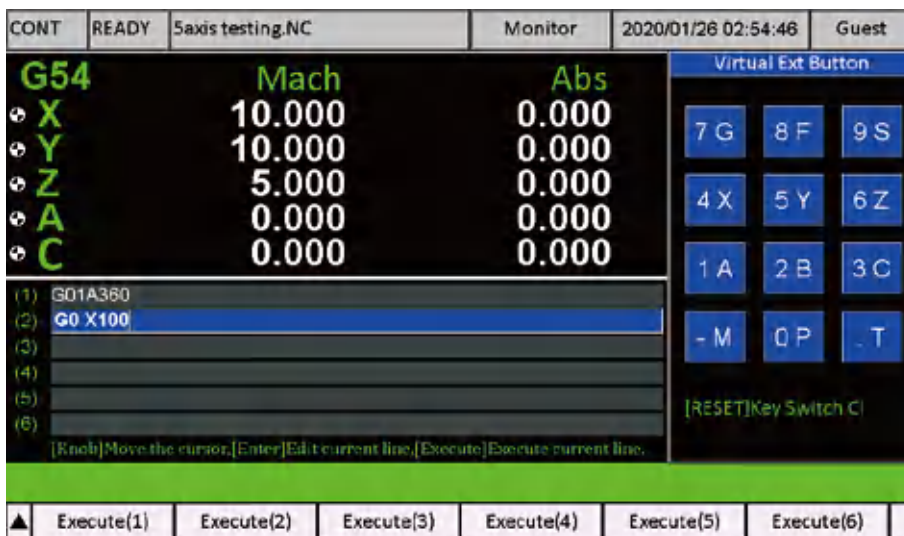 CONT READY 5axis testing.NC Monitor 2020/01/26 02:54:46 Guest
Virtual Ext Button
G54 Mach Abs
X 10.000 0.000
Y 10.000 0.000
Z 5.000 0.000
A 0.000 0.000
C 0.000 0.000
7 G 8 F 9 S
4 X 5 Y 6 Z
1 A 2 B 3 C
- M 0 P . T
[RESET]Key Switch
(1) G01A360
(2) G0 X100
(3)
(4)
(5)
(6)
[Knob]Move the cursor,[Enter]Edit current line,[Execute]Execute current line.
▲ Execute(1) Execute(2) Execute(3) Execute(4) Execute(5) Execute(6)